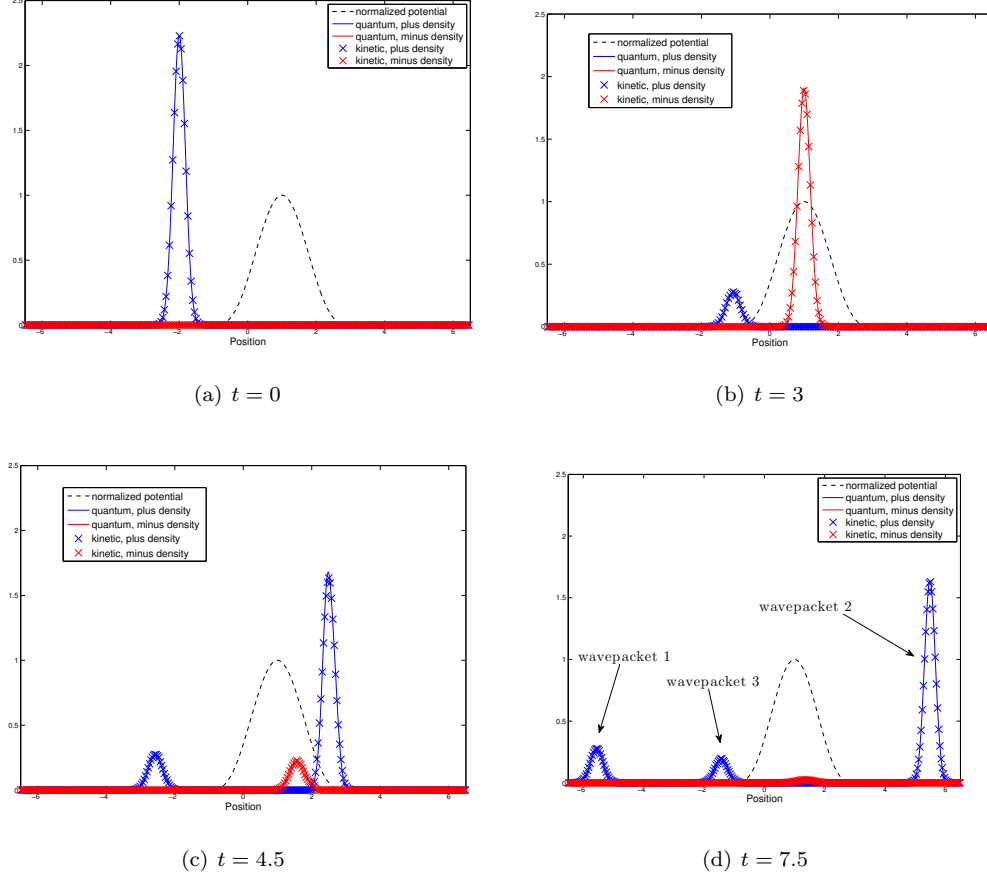 2.5
2
1.5
1
0.5
0
-6
-4
-2
0
2
4
6
Position
normalized potential
quantum, plus density
quantum, minus density
kinetic, plus density
kinetic, minus density
(a) t = 0
2.5
2
1.5
1
0.5
0
-6
-4
-2
0
2
4
6
Position
normalized potential
quantum, plus density
quantum, minus density
kinetic, plus density
kinetic, minus density
(b) t = 3
2.5
2
1.5
1
0.5
0
-6
-4
-2
0
2
4
6
Position
normalized potential
quantum, plus density
quantum, minus density
kinetic, plus density
kinetic, minus density
(c) t = 4.5
2.5
2
1.5
1
0.5
0
-6
-4
-2
0
2
4
6
Position
normalized potential
quantum, plus density
quantum, minus density
kinetic, plus density
kinetic, minus density
wavepacket 2
wavepacket 1
wavepacket 3
(d) t = 7.5